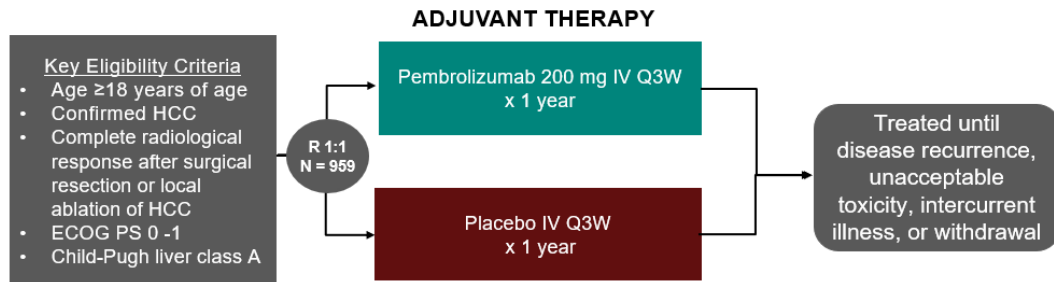 ADJUVANT THERAPY
Key Eligibility Criteria
• Age ≥18 years of age
• Confirmed HCC
• Complete radiological
response after surgical
resection or local
ablation of HCC
• ECOG PS 0 -1
• Child-Pugh liver class A
R 1:1
N = 959
Pembrolizumab 200 mg IV Q3W
x 1 year
Placebo IV Q3W
x 1 year
Treated until
disease recurrence,
unacceptable
toxicity, intercurrent
illness, or withdrawal